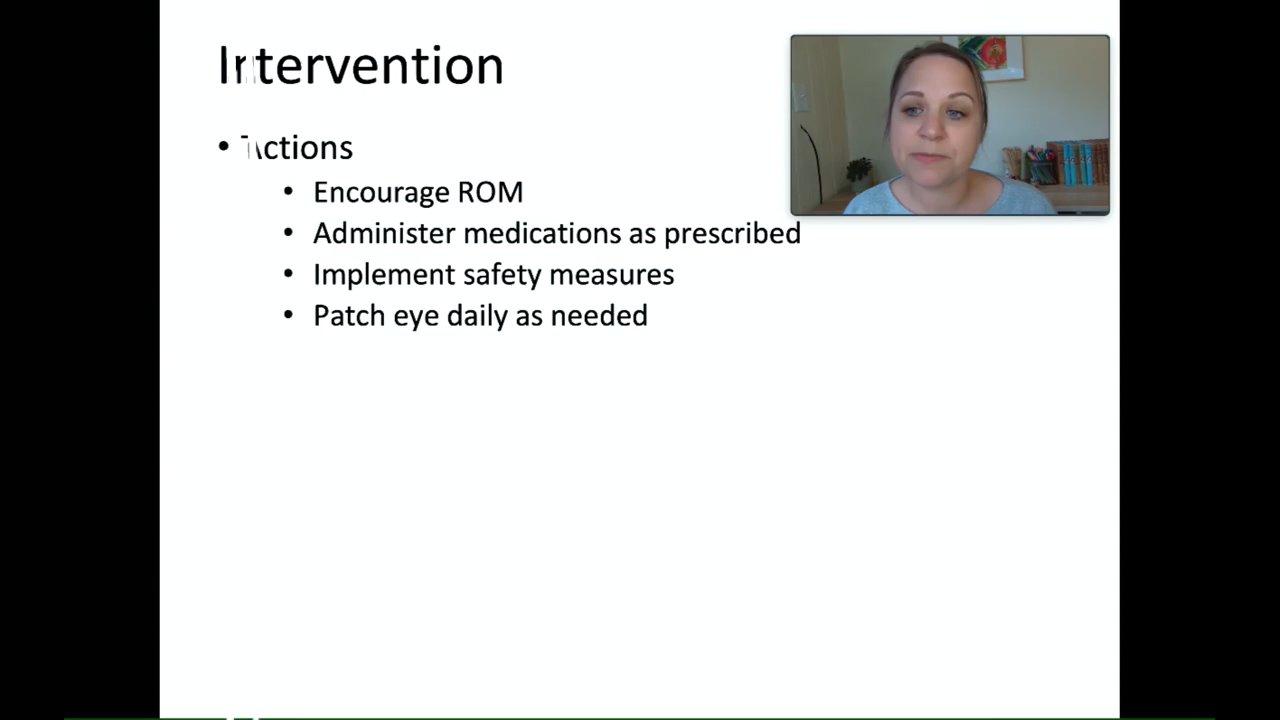 Intervention
• Actions
• Encourage ROM
• Administer medications as prescribed
• Implement safety measures
• Patch eye daily as needed